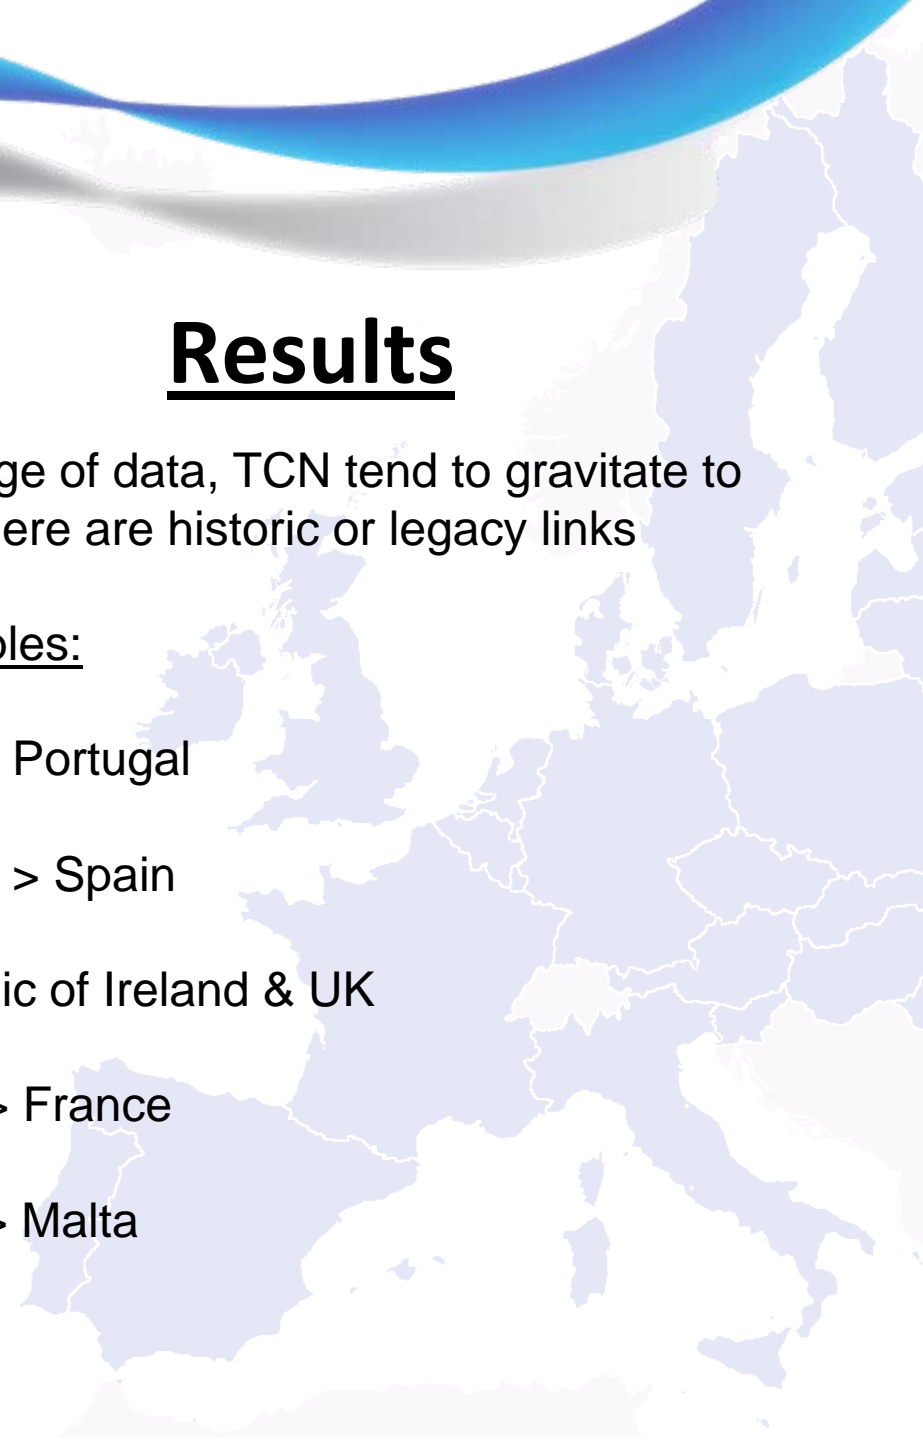 Results
ge of data, TCN tend to gravitate to
ere are historic or legacy links
ples:
Portugal
> Spain
ic of Ireland & UK
> France
> Malta